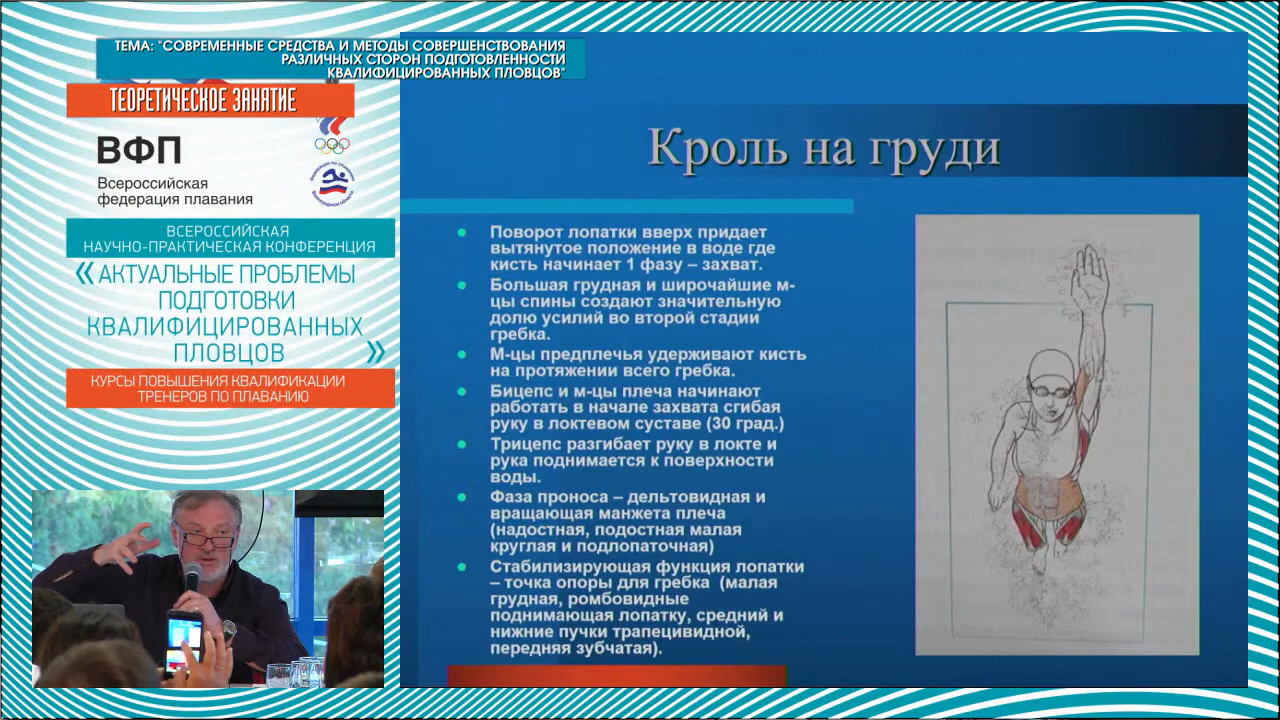 ТЕМА: "СОВРЕМЕННЫЕ СРЕДСТВА И МЕТОДЫ СОВЕРШЕНСТВОВАНИЯ
РАЗЛИЧНЫХ СТОРОН ПОДГОТОВЛЕННОСТИ
КВАЛИФИЦИРОВАННЫХ ПЛОВЦОВ"
ТЕОРЕТИЧЕСКОЕ ЗАНЯТИЕ
ВФП
Всероссийская
федерация плавания
ВСЕРОССИЙСКАЯ
НАУЧНО-ПРАКТИЧЕСКАЯ КОНФЕРЕНЦИЯ
«АКТУАЛЬНЫЕ ПРОБЛЕМЫ
ПОДГОТОВКИ
КВАЛИФИЦИРОВАННЫХ
ПЛОВЦОВ»
КУРСЫ ПОВЫШЕНИЯ КВАЛИФИКАЦИИ
ТРЕНЕРОВ ПО ПЛАВАНИЮ
Кроль на груди
Поворот лопатки вверх придает
вытянутое положение в воде где
кисть начинает 1 фазу – захват.
Большая грудная и широчайшие м-
цы спины создают значительную
долю усилий во второй стадии
гребка.
М-цы предплечья удерживают кисть
на протяжении всего гребка.
Бицепс и м-цы плеча начинают
работать в начале захвата сгибая
руку в локтевом суставе (30 град.)
Трицепс разгибает руку в локте и
рука поднимается к поверхности
воды.
Фаза проноса – дельтовидная и
вращающая манжета плеча
(надостная, подостная малая
круглая и подлопаточная)
Стабилизирующая функция лопатки
– точка опоры для гребка (малая
грудная, ромбовидные
поднимающая лопатку, средний и
нижние пучки трапецивидной,
передняя зубчатая).